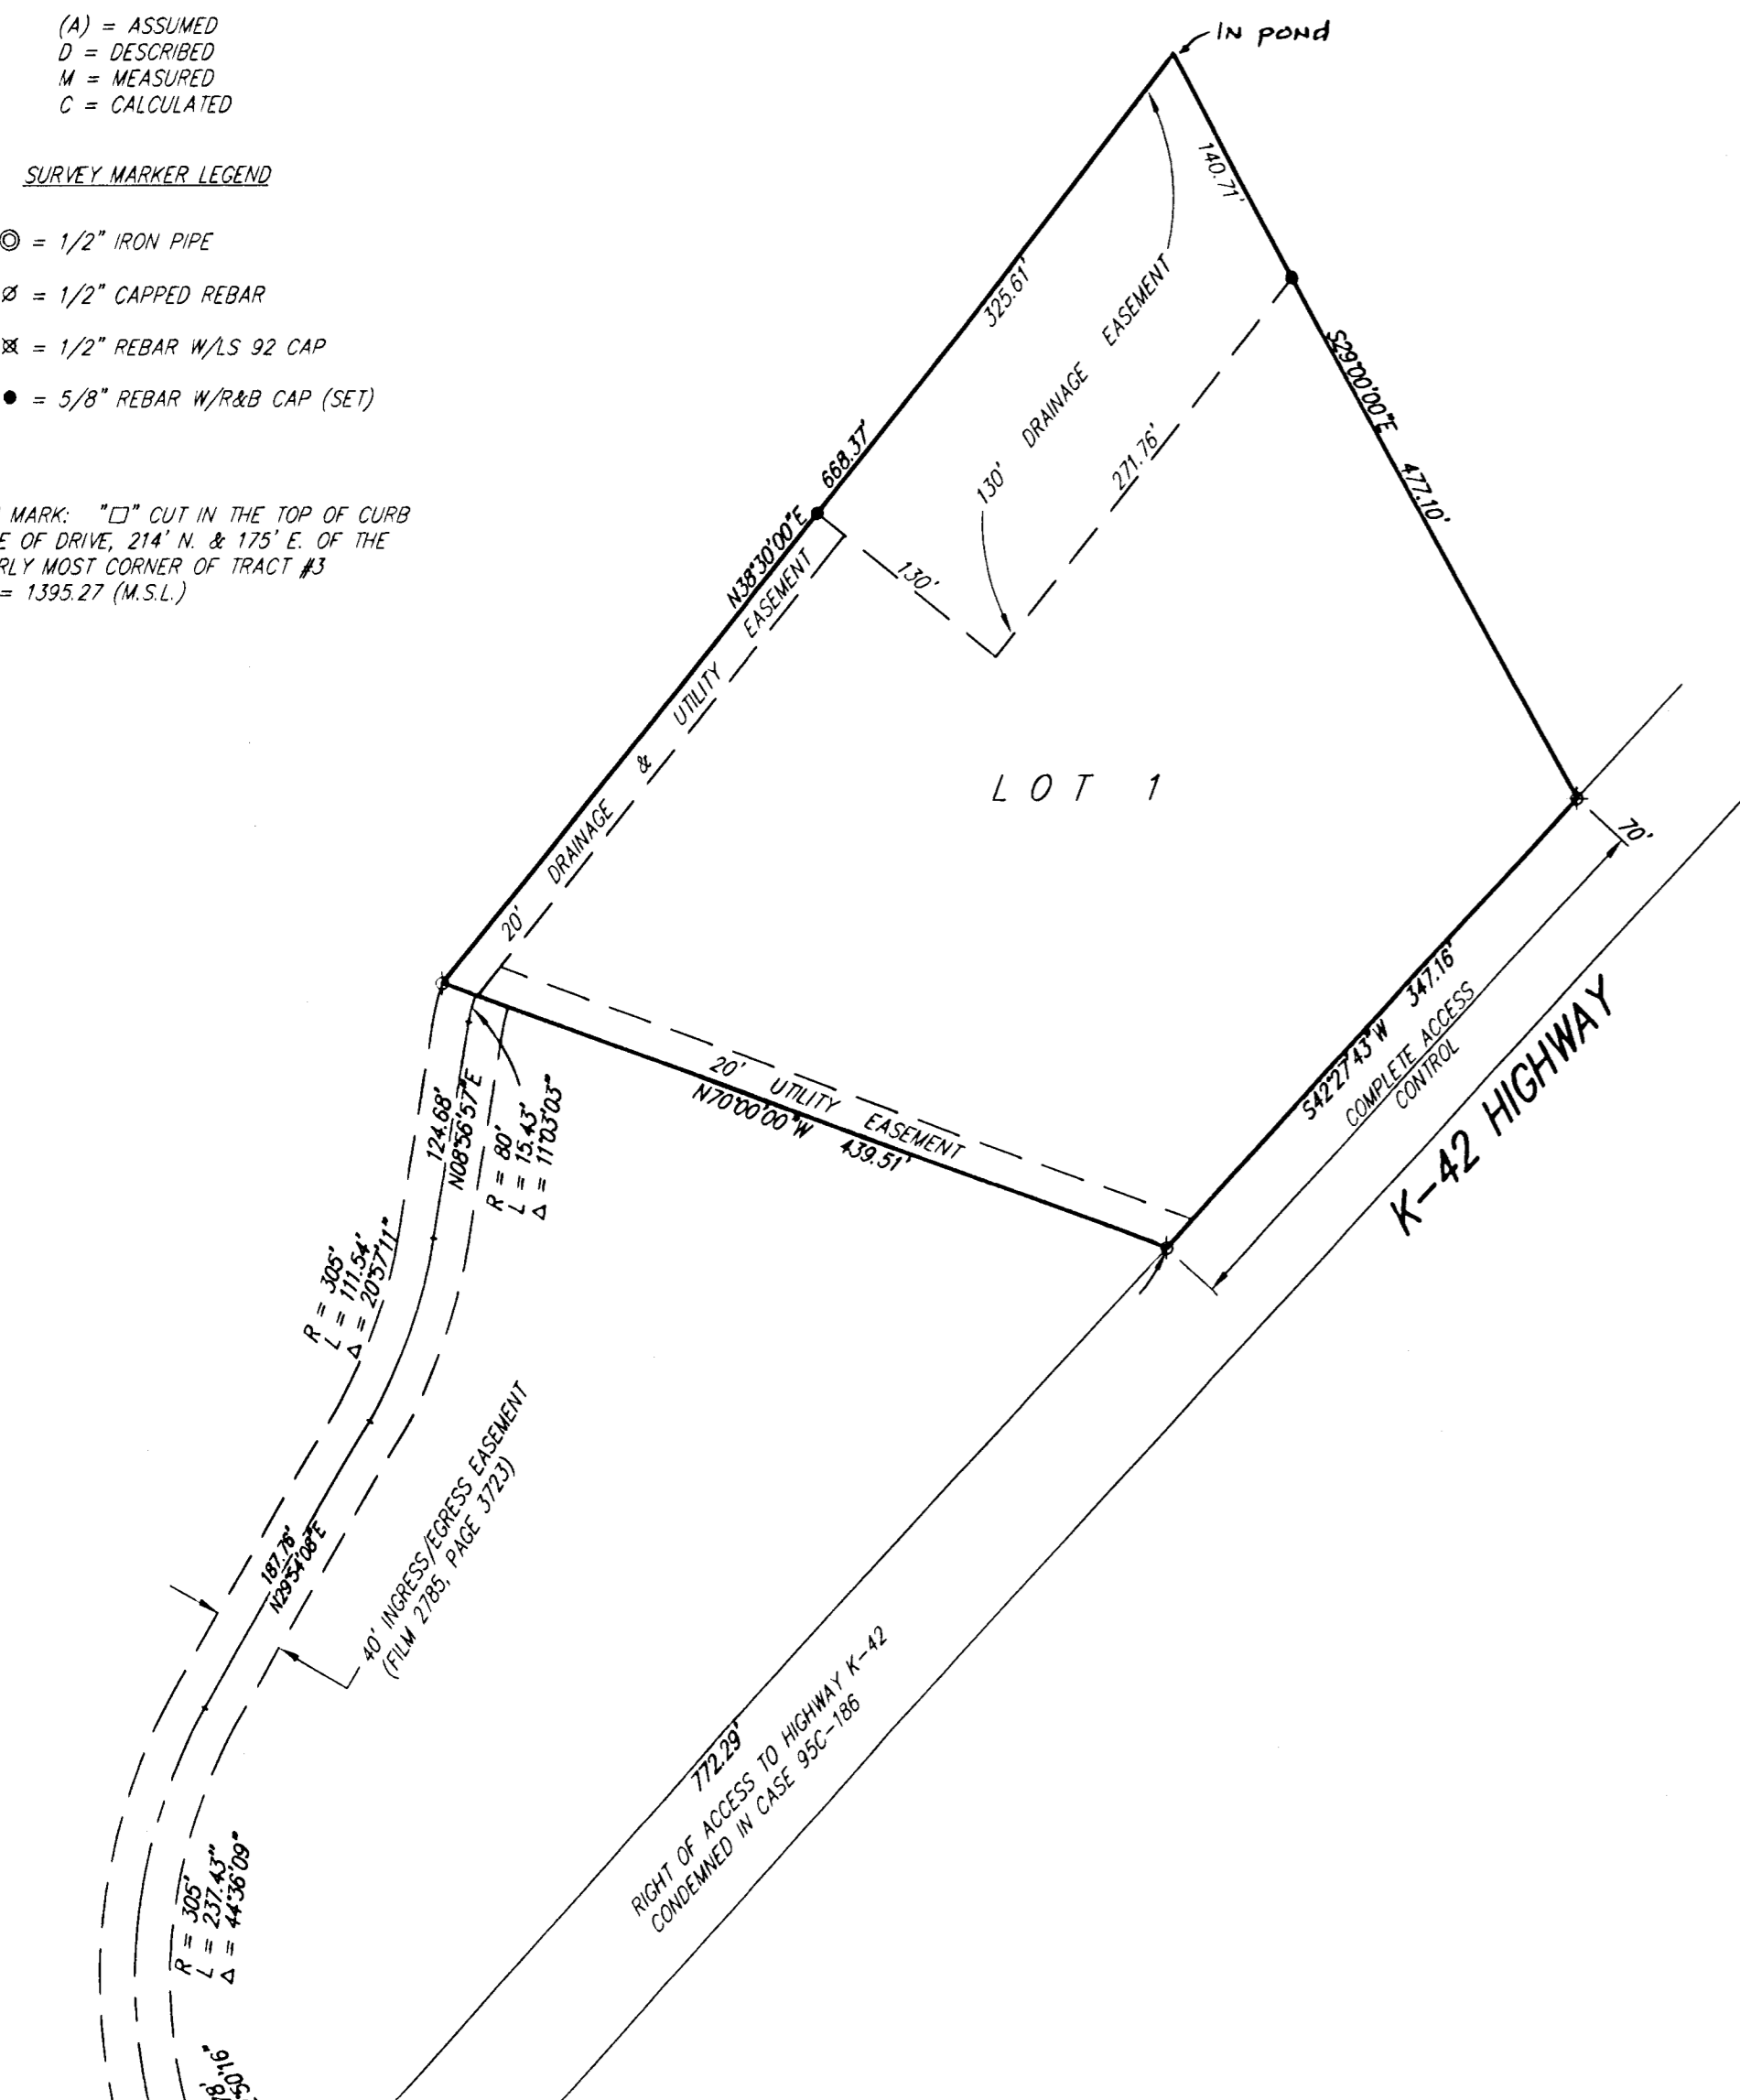 (A) = ASSUMED
D = DESCRIBED
M = MEASURED
C = CALCULATED
SURVEY MARKER LEGEND
= 1/2" IRON PIPE
= 1/2" CAPPED REBAR
= 1/2" REBAR W/LS 92 CAP
= 5/8" REBAR W/R&B CAP (SET)
MARK: "□" CUT IN THE TOP OF CURB
E OF DRIVE, 214' N. & 175' E. OF THE
RLY MOST CORNER OF TRACT #3
= 1395.27 (M.S.L.)
IN POND
140.71'
325.61'
130' DRAINAGE EASEMENT
271.76'
S29°00'00"E 477.10'
N38°30'00"E 668.37'
130'
20' DRAINAGE & UTILITY EASEMENT
LOT 1
70'
20' UTILITY EASEMENT
N70°00'00"W 439.51'
S42°27'43"W 347.16'
COMPLETE ACCESS
CONTROL
K-42 HIGHWAY
124.68'
N08°56'57"E
R = 80'
L = 15.43'
Δ = 11°03'03"
R = 305'
L = 111.54'
Δ = 20°57'11"
187.76'
N29°54'08"E
40' INGRESS/EGRESS EASEMENT
(FILM 2785, PAGE 3723)
772.29'
RIGHT OF ACCESS TO HIGHWAY K-42
CONDEMNED IN CASE 95C-186
R = 305'
L = 237.43"
Δ = 44°36'09"
78'
50'16"